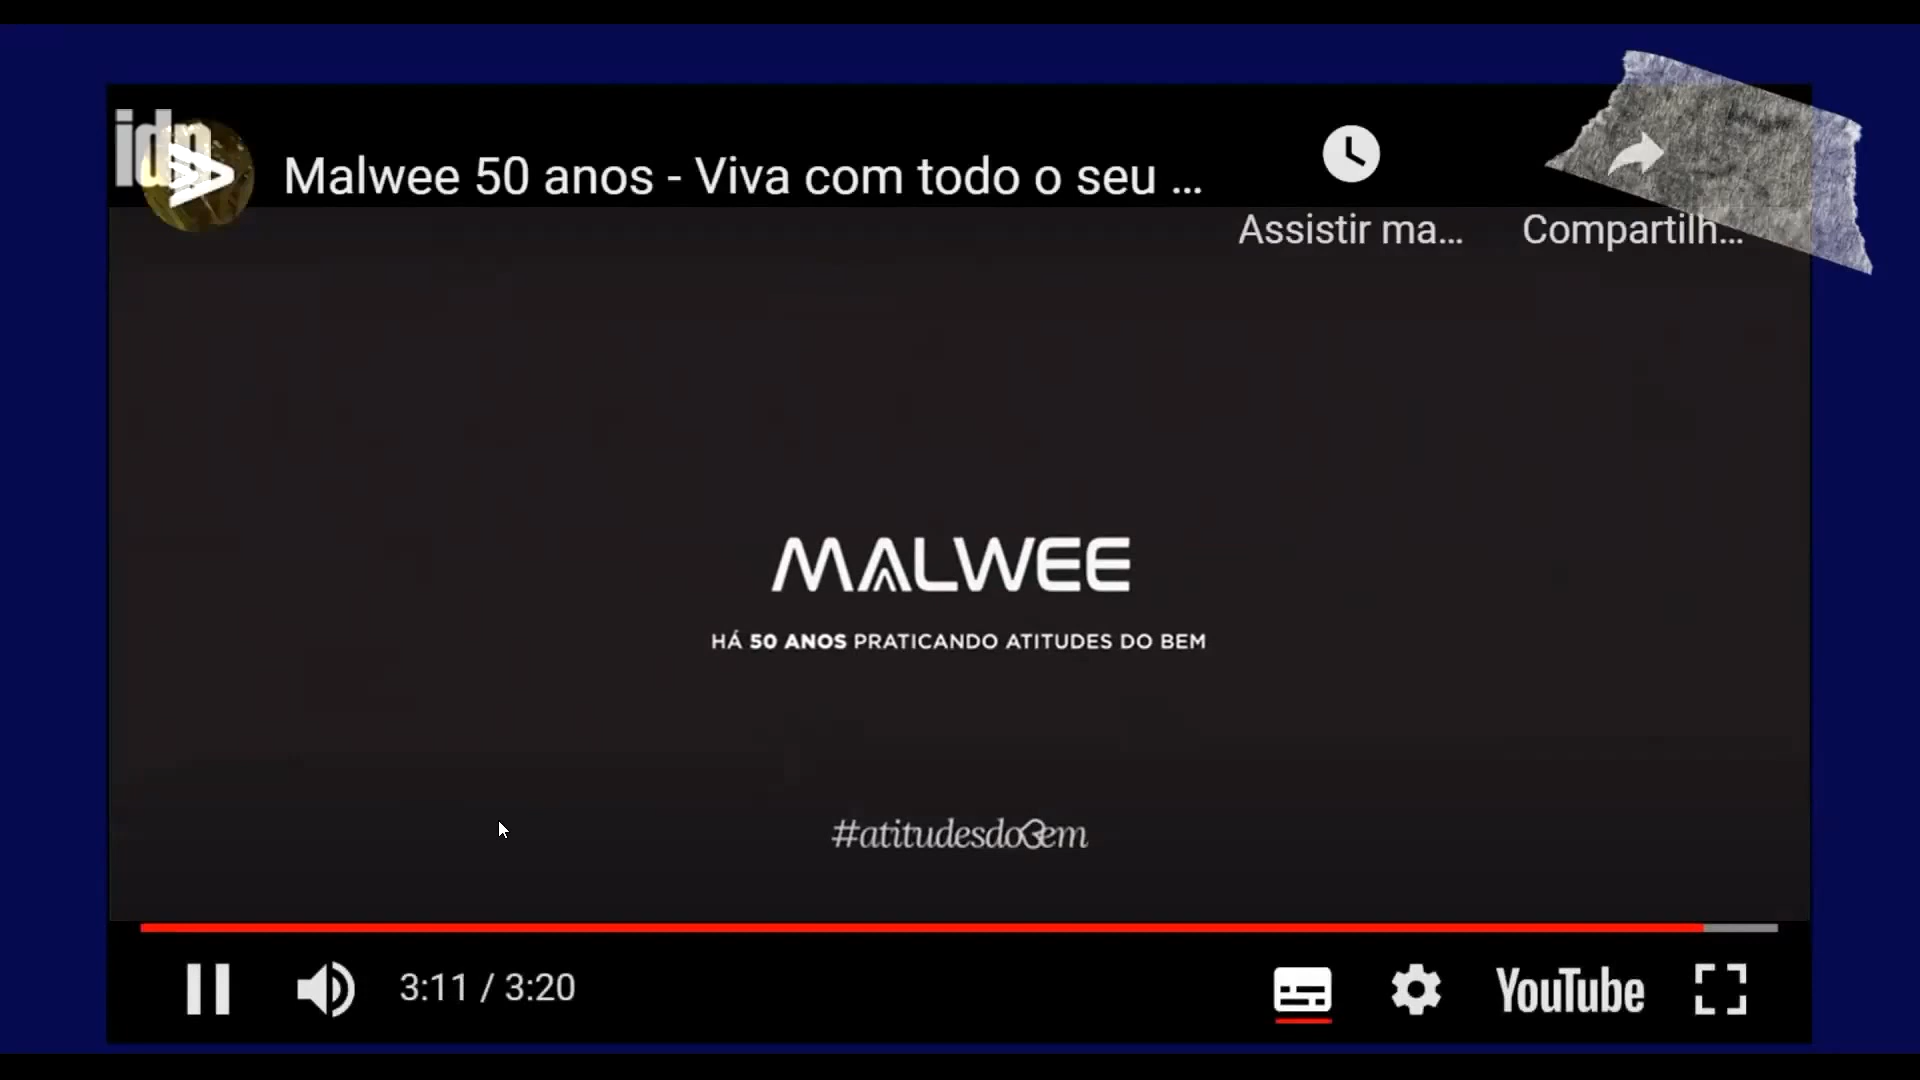 idp
Malwee 50 anos - Viva com todo o seu ...
Assistir ma...
Compartilh...
MALWEE
HÁ 50 ANOS PRATICANDO ATITUDES DO BEM
#atitudesdoBem
3:11 / 3:20
YouTube